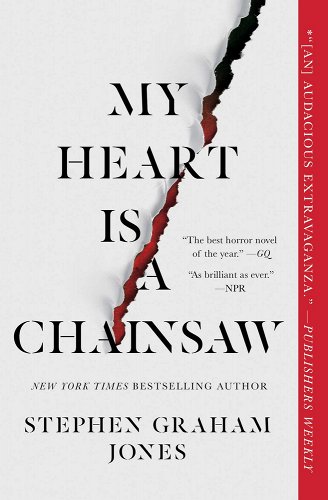 MY
HEART
IS
A
CHAINSAW
"The best horror novel
of the year." —GQ
"As brilliant as ever."
—NPR
NEW YORK TIMES BESTSELLING AUTHOR
STEPHEN GRAHAM
JONES
*"[AN] AUDACIOUS EXTRAVAGANZA." —PUBLISHERS WEEKLY